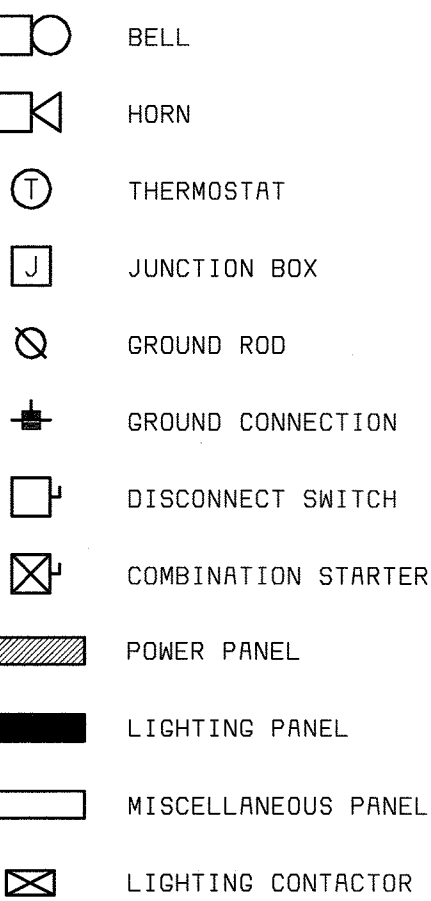 BELL
HORN
T THERMOSTAT
J JUNCTION BOX
GROUND ROD
GROUND CONNECTION
DISCONNECT SWITCH
COMBINATION STARTER
POWER PANEL
LIGHTING PANEL
MISCELLANEOUS PANEL
LIGHTING CONTACTOR